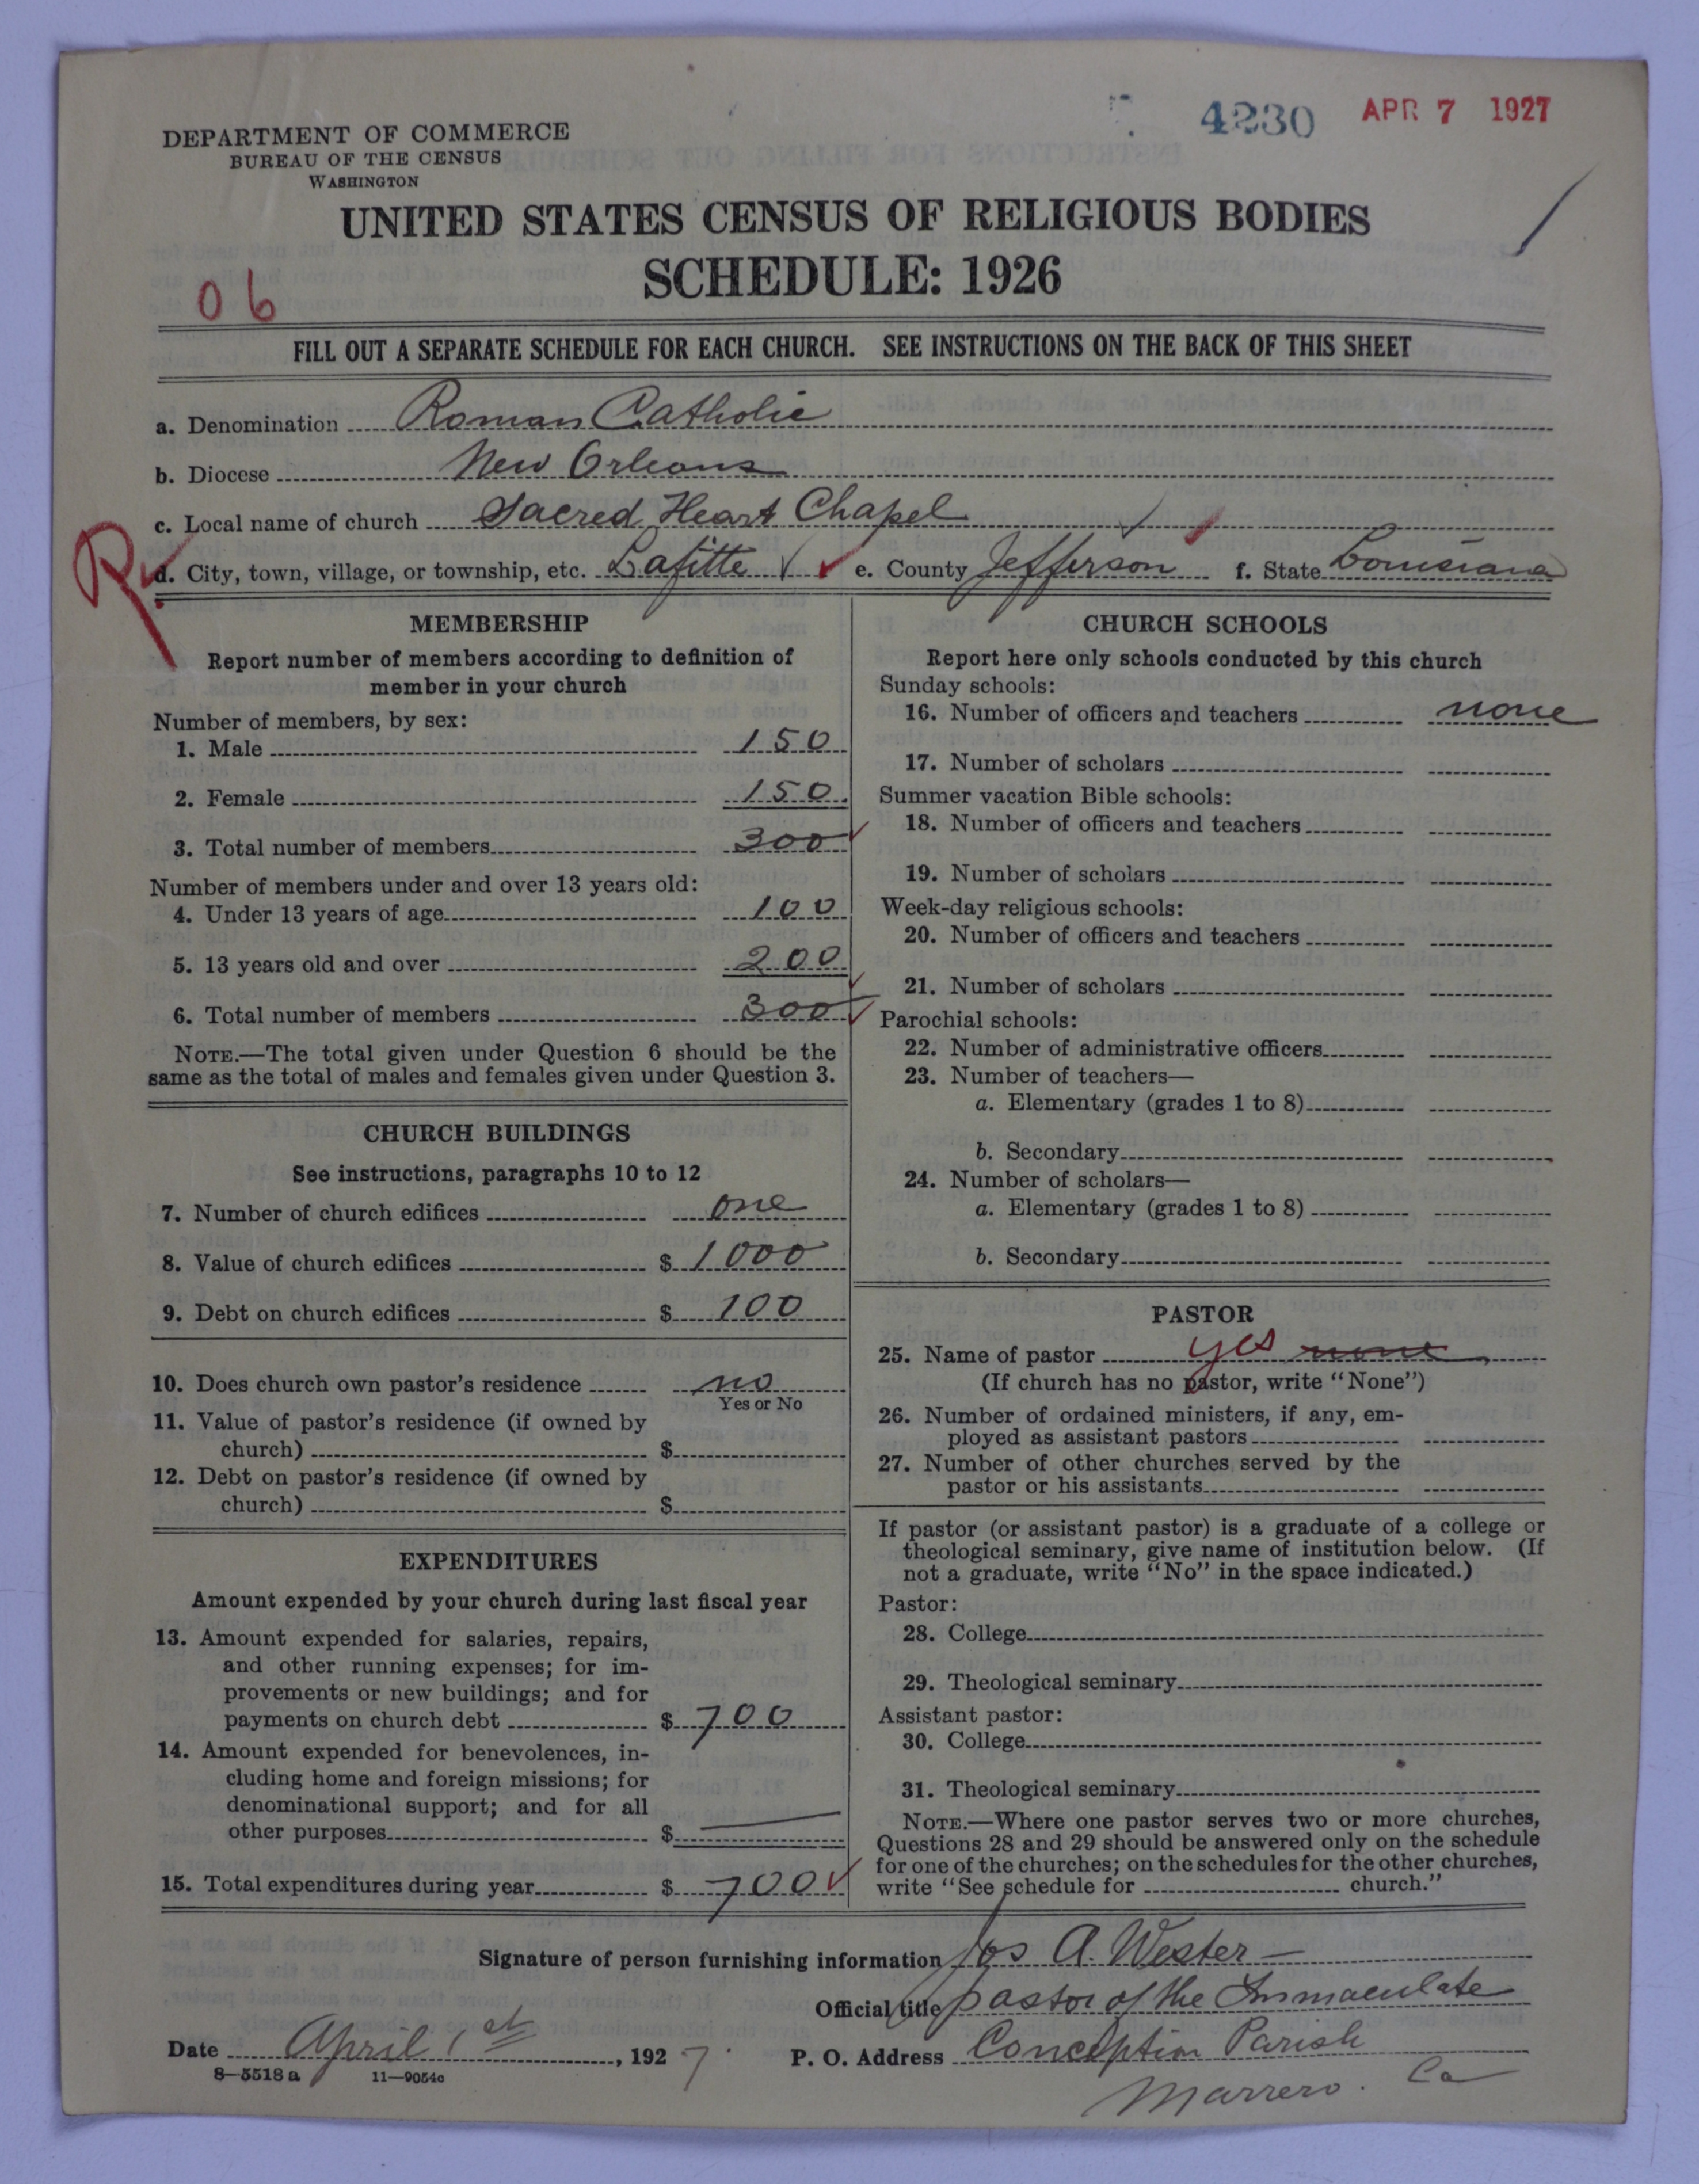 4230 APR 7 1927
DEPARTMENT OF COMMERCE
BUREAU OF THE CENSUS
WASHINGTON
UNITED STATES CENSUS OF RELIGIOUS BODIES
SCHEDULE: 1926
06
FILL OUT A SEPARATE SCHEDULE FOR EACH CHURCH. SEE INSTRUCTIONS ON THE BACK OF THIS SHEET
a. Denomination Roman Catholic
b. Diocese New Orleans
c. Local name of church Sacred Heart Chapel
d. City, town, village, or township, etc. Lafitte e. County Jefferson f. State Louisiana
MEMBERSHIP
Report number of members according to definition of
member in your church
Number of members, by sex:
1. Male 150
2. Female 150
3. Total number of members 300
Number of members under and over 13 years old:
4. Under 13 years of age 100
5. 13 years old and over 200
6. Total number of members 300
NOTE.—The total given under Question 6 should be the
same as the total of males and females given under Question 3.
CHURCH BUILDINGS
See instructions, paragraphs 10 to 12
7. Number of church edifices one
8. Value of church edifices $ 1000
9. Debt on church edifices $ 100
10. Does church own pastor's residence no
Yes or No
11. Value of pastor's residence (if owned by
church) $
12. Debt on pastor's residence (if owned by
church) $
EXPENDITURES
Amount expended by your church during last fiscal year
13. Amount expended for salaries, repairs,
and other running expenses; for im-
provements or new buildings; and for
payments on church debt $ 700
14. Amount expended for benevolences, in-
cluding home and foreign missions; for
denominational support; and for all
other purposes $ —
15. Total expenditures during year $ 700
CHURCH SCHOOLS
Report here only schools conducted by this church
Sunday schools:
16. Number of officers and teachers none
17. Number of scholars
Summer vacation Bible schools:
18. Number of officers and teachers
19. Number of scholars
Week-day religious schools:
20. Number of officers and teachers
21. Number of scholars
Parochial schools:
22. Number of administrative officers
23. Number of teachers—
a. Elementary (grades 1 to 8)
b. Secondary
24. Number of scholars—
a. Elementary (grades 1 to 8)
b. Secondary
PASTOR
25. Name of pastor yes none
(If church has no pastor, write "None")
26. Number of ordained ministers, if any, em-
ployed as assistant pastors
27. Number of other churches served by the
pastor or his assistants
If pastor (or assistant pastor) is a graduate of a college or
theological seminary, give name of institution below. (If
not a graduate, write "No" in the space indicated.)
Pastor:
28. College
29. Theological seminary
Assistant pastor:
30. College
31. Theological seminary
NOTE.—Where one pastor serves two or more churches,
Questions 28 and 29 should be answered only on the schedule
for one of the churches; on the schedules for the other churches,
write "See schedule for church."
Signature of person furnishing information Jos A. Wester
Official title pastor of the Immaculate
Date April 1st, 1927. P. O. Address Conception Parish
8—5518 a 11—9054c
Marrero. La